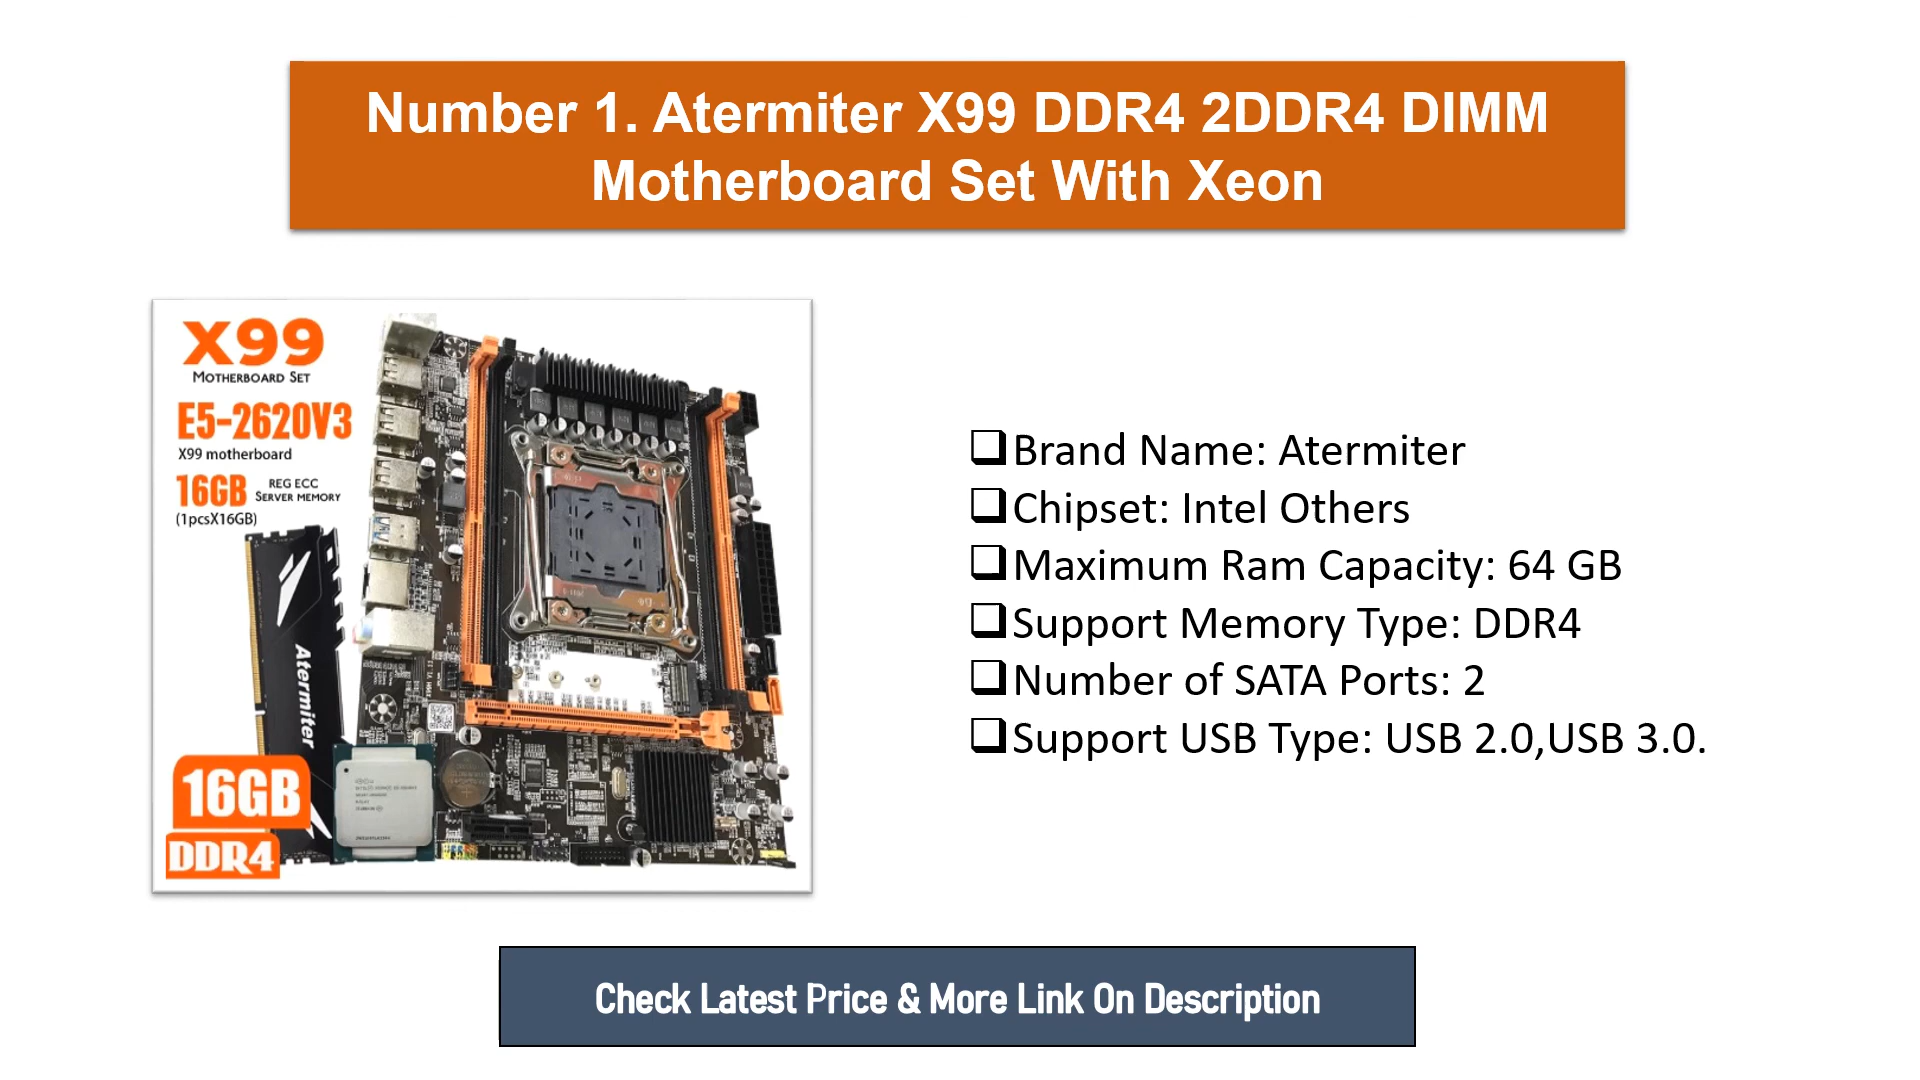 Number 1. Atermiter X99 DDR4 2DDR4 DIMM
Motherboard Set With Xeon
X99
MOTHERBOARD SET
E5-2620V3
X99 motherboard
16GB REG ECC
SERVER MEMORY
(1pcsX16GB)
Atermiter
16GB
DDR4
Brand Name: Atermiter
Chipset: Intel Others
Maximum Ram Capacity: 64 GB
Support Memory Type: DDR4
Number of SATA Ports: 2
Support USB Type: USB 2.0,USB 3.0.
Check Latest Price & More Link On Description